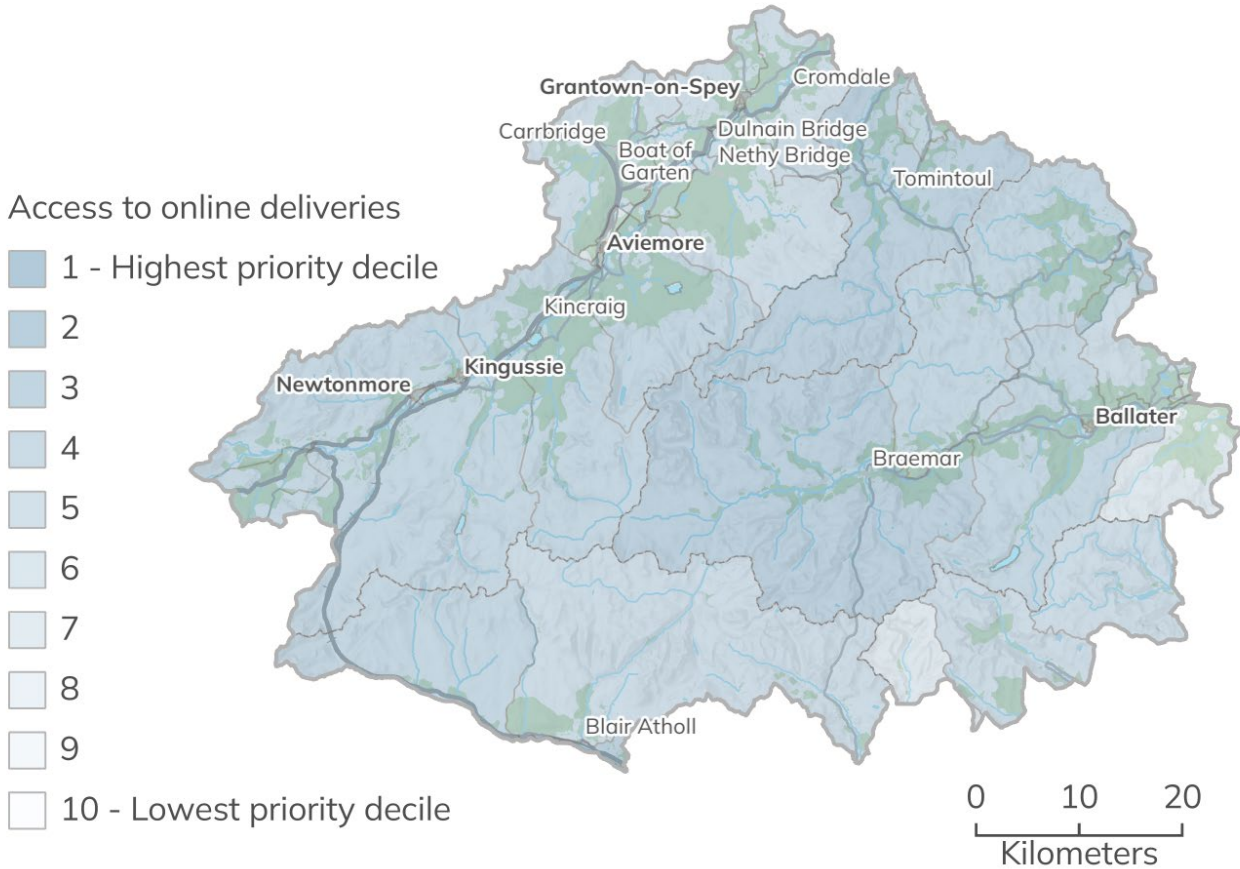 Grantown-on-Spey
Cromdale
Carrbridge
Boat of
Garten
Dulnain Bridge
Nethy Bridge
Tomintoul
Access to online deliveries
Aviemore
1 - Highest priority decile
2
Kincraig
3
Kingussie
Newtonmore
4
Ballater
Braemar
5
6
7
8
Blair Atholl
9
10 - Lowest priority decile
0 10 20
Kilometers